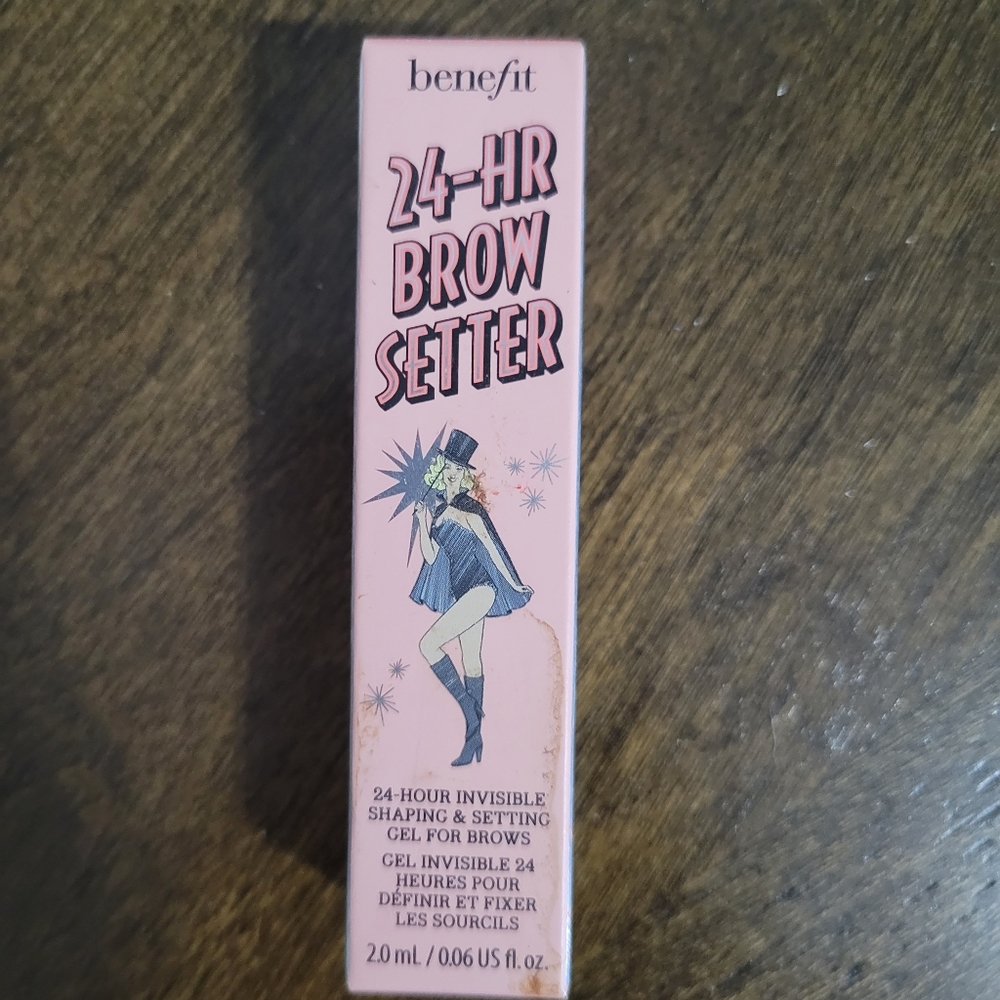 benefit
24-HR
BROW
SETTER
24-HOUR INVISIBLE
SHAPING & SETTING
GEL FOR BROWS
GEL INVISIBLE 24
HEURES POUR
DÉFINIR ET FIXER
LES SOURCILS
2.0 mL / 0.06 US fl. oz.